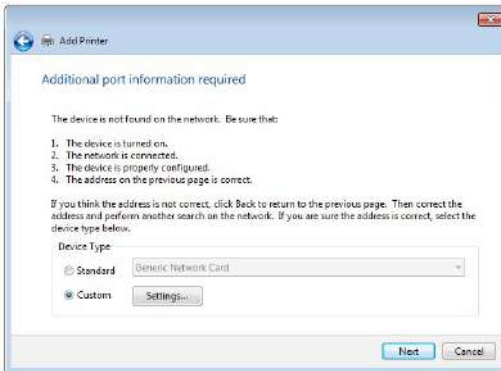 Add Printer
Additional port information required
The device is not found on the network. Be sure that:
1. The device is turned on.
2. The network is connected.
3. The device is properly configured.
4. The address on the previous page is correct.
If you think the address is not correct, click Back to return to the previous page. Then correct the
address and perform another search on the network. If you are sure the address is correct, select the
device type below.
Device Type
Standard Generic Network Card
Custom Settings...
Next Cancel